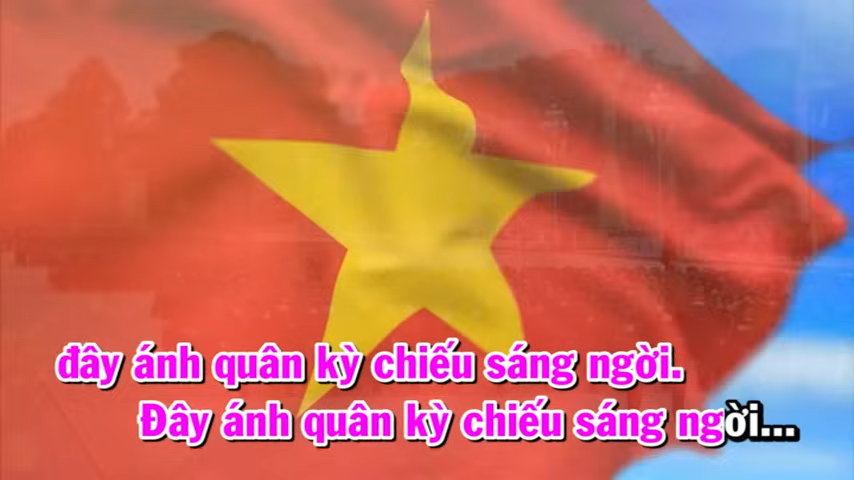 đây ánh quân kỳ chiếu sáng ngời.
Đây ánh quân kỳ chiếu sáng ngời...